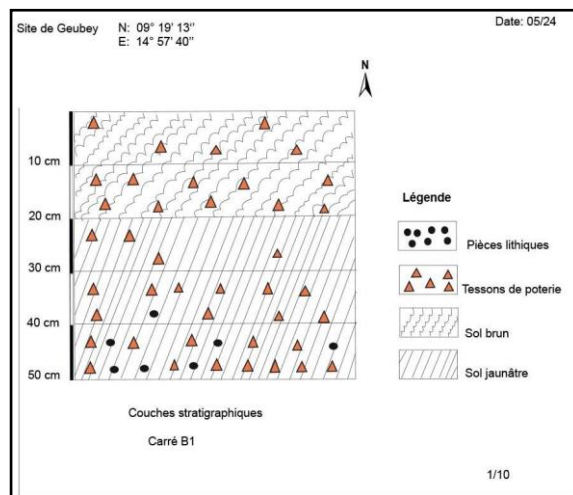 Site de Geubey
N: 09° 19' 13''
E: 14° 57' 40''
Date: 05/24
N
10 cm
20 cm
30 cm
40 cm
50 cm
Légende
Pièces lithiques
Tessons de poterie
Sol brun
Sol jaunâtre
Couches stratigraphiques
Carré B1
1/10